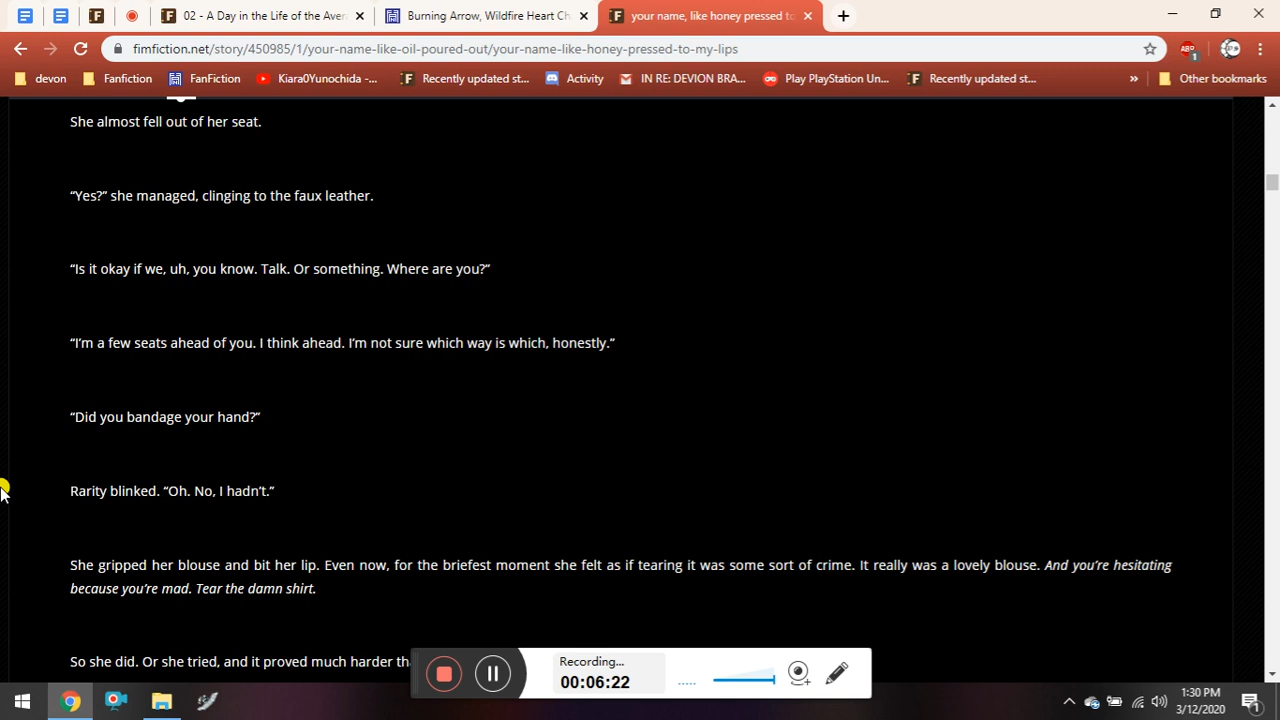 02 - A Day in the Life of the Aver
Burning Arrow, Wildfire Heart Ch
your name, like honey pressed to
fimfiction.net/story/450985/1/your-name-like-oil-poured-out/your-name-like-honey-pressed-to-my-lips
ABP
1
devon
Fanfiction
FanFiction
Kiara0Yunochida -...
Recently updated st...
Activity
IN RE: DEVION BRA...
Play PlayStation Un...
Recently updated st...
»
Other bookmarks
She almost fell out of her seat.
“Yes?” she managed, clinging to the faux leather.
“Is it okay if we, uh, you know. Talk. Or something. Where are you?”
“I’m a few seats ahead of you. I think ahead. I’m not sure which way is which, honestly.”
“Did you bandage your hand?”
Rarity blinked. “Oh. No, I hadn’t.”
She gripped her blouse and bit her lip. Even now, for the briefest moment she felt as if tearing it was some sort of crime. It really was a lovely blouse. And you’re hesitating
because you’re mad. Tear the damn shirt.
So she did. Or she tried, and it proved much harder tha
Recording...
00:06:22
1:30 PM
3/12/2020
1